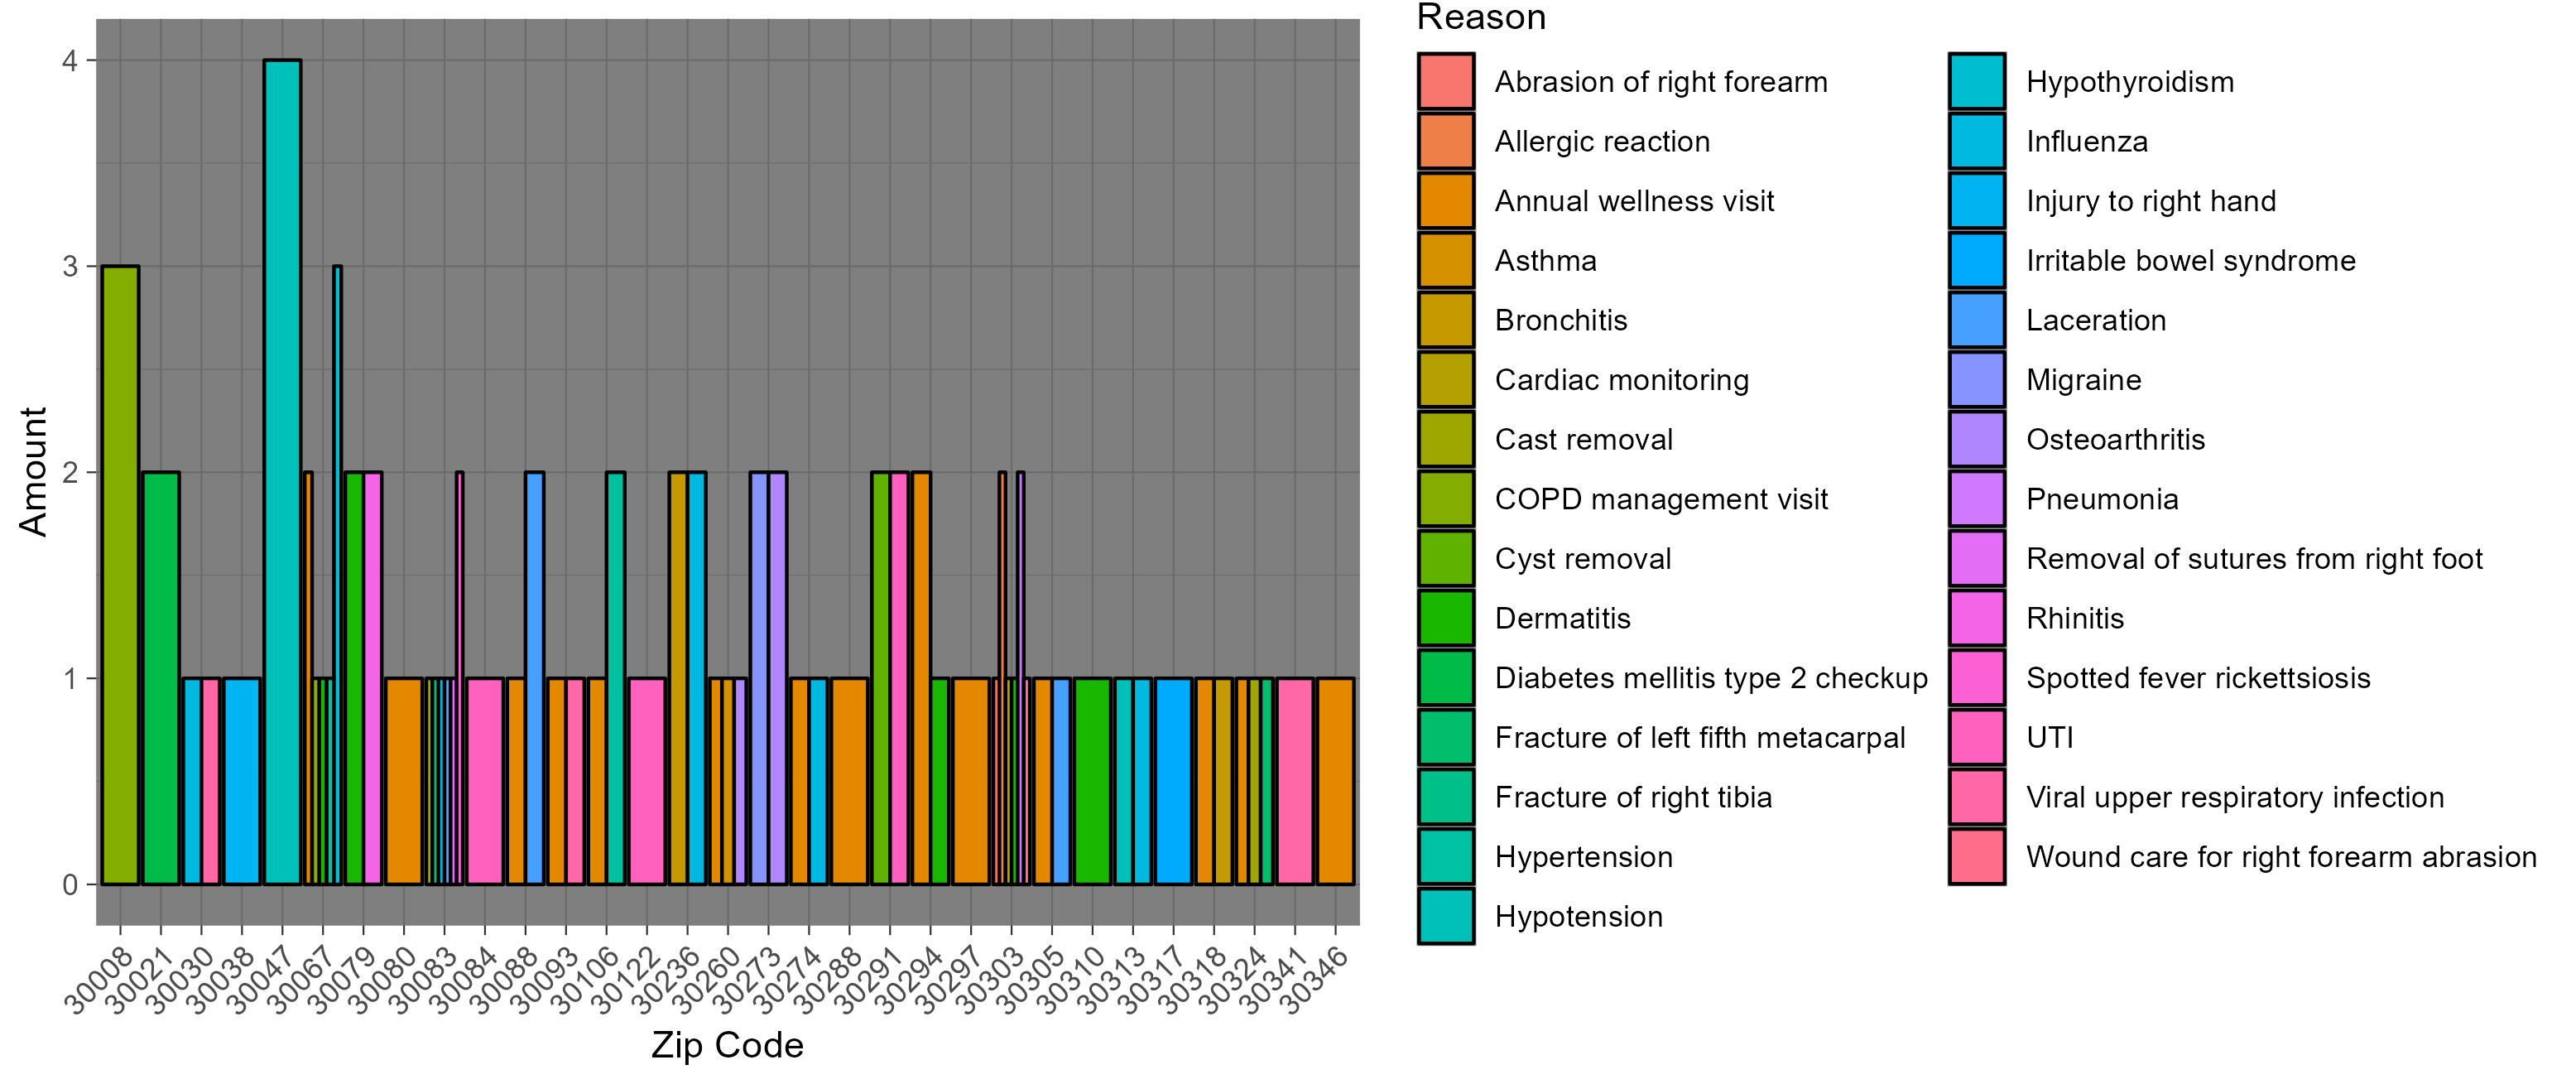 Reason
Abrasion of right forearm
Allergic reaction
Annual wellness visit
Asthma
Bronchitis
Cardiac monitoring
Cast removal
COPD management visit
Cyst removal
Dermatitis
Diabetes mellitis type 2 checkup
Fracture of left fifth metacarpal
Fracture of right tibia
Hypertension
Hypotension
Hypothyroidism
Influenza
Injury to right hand
Irritable bowel syndrome
Laceration
Migraine
Osteoarthritis
Pneumonia
Removal of sutures from right foot
Rhinitis
Spotted fever rickettsiosis
UTI
Viral upper respiratory infection
Wound care for right forearm abrasion
Amount
4
3
2
1
0
30008
30021
30030
30038
30047
30067
30079
30080
30083
30084
30088
30093
30106
30122
30236
30260
30273
30274
30288
30291
30294
30297
30303
30305
30310
30313
30317
30318
30324
30341
30346
Zip Code